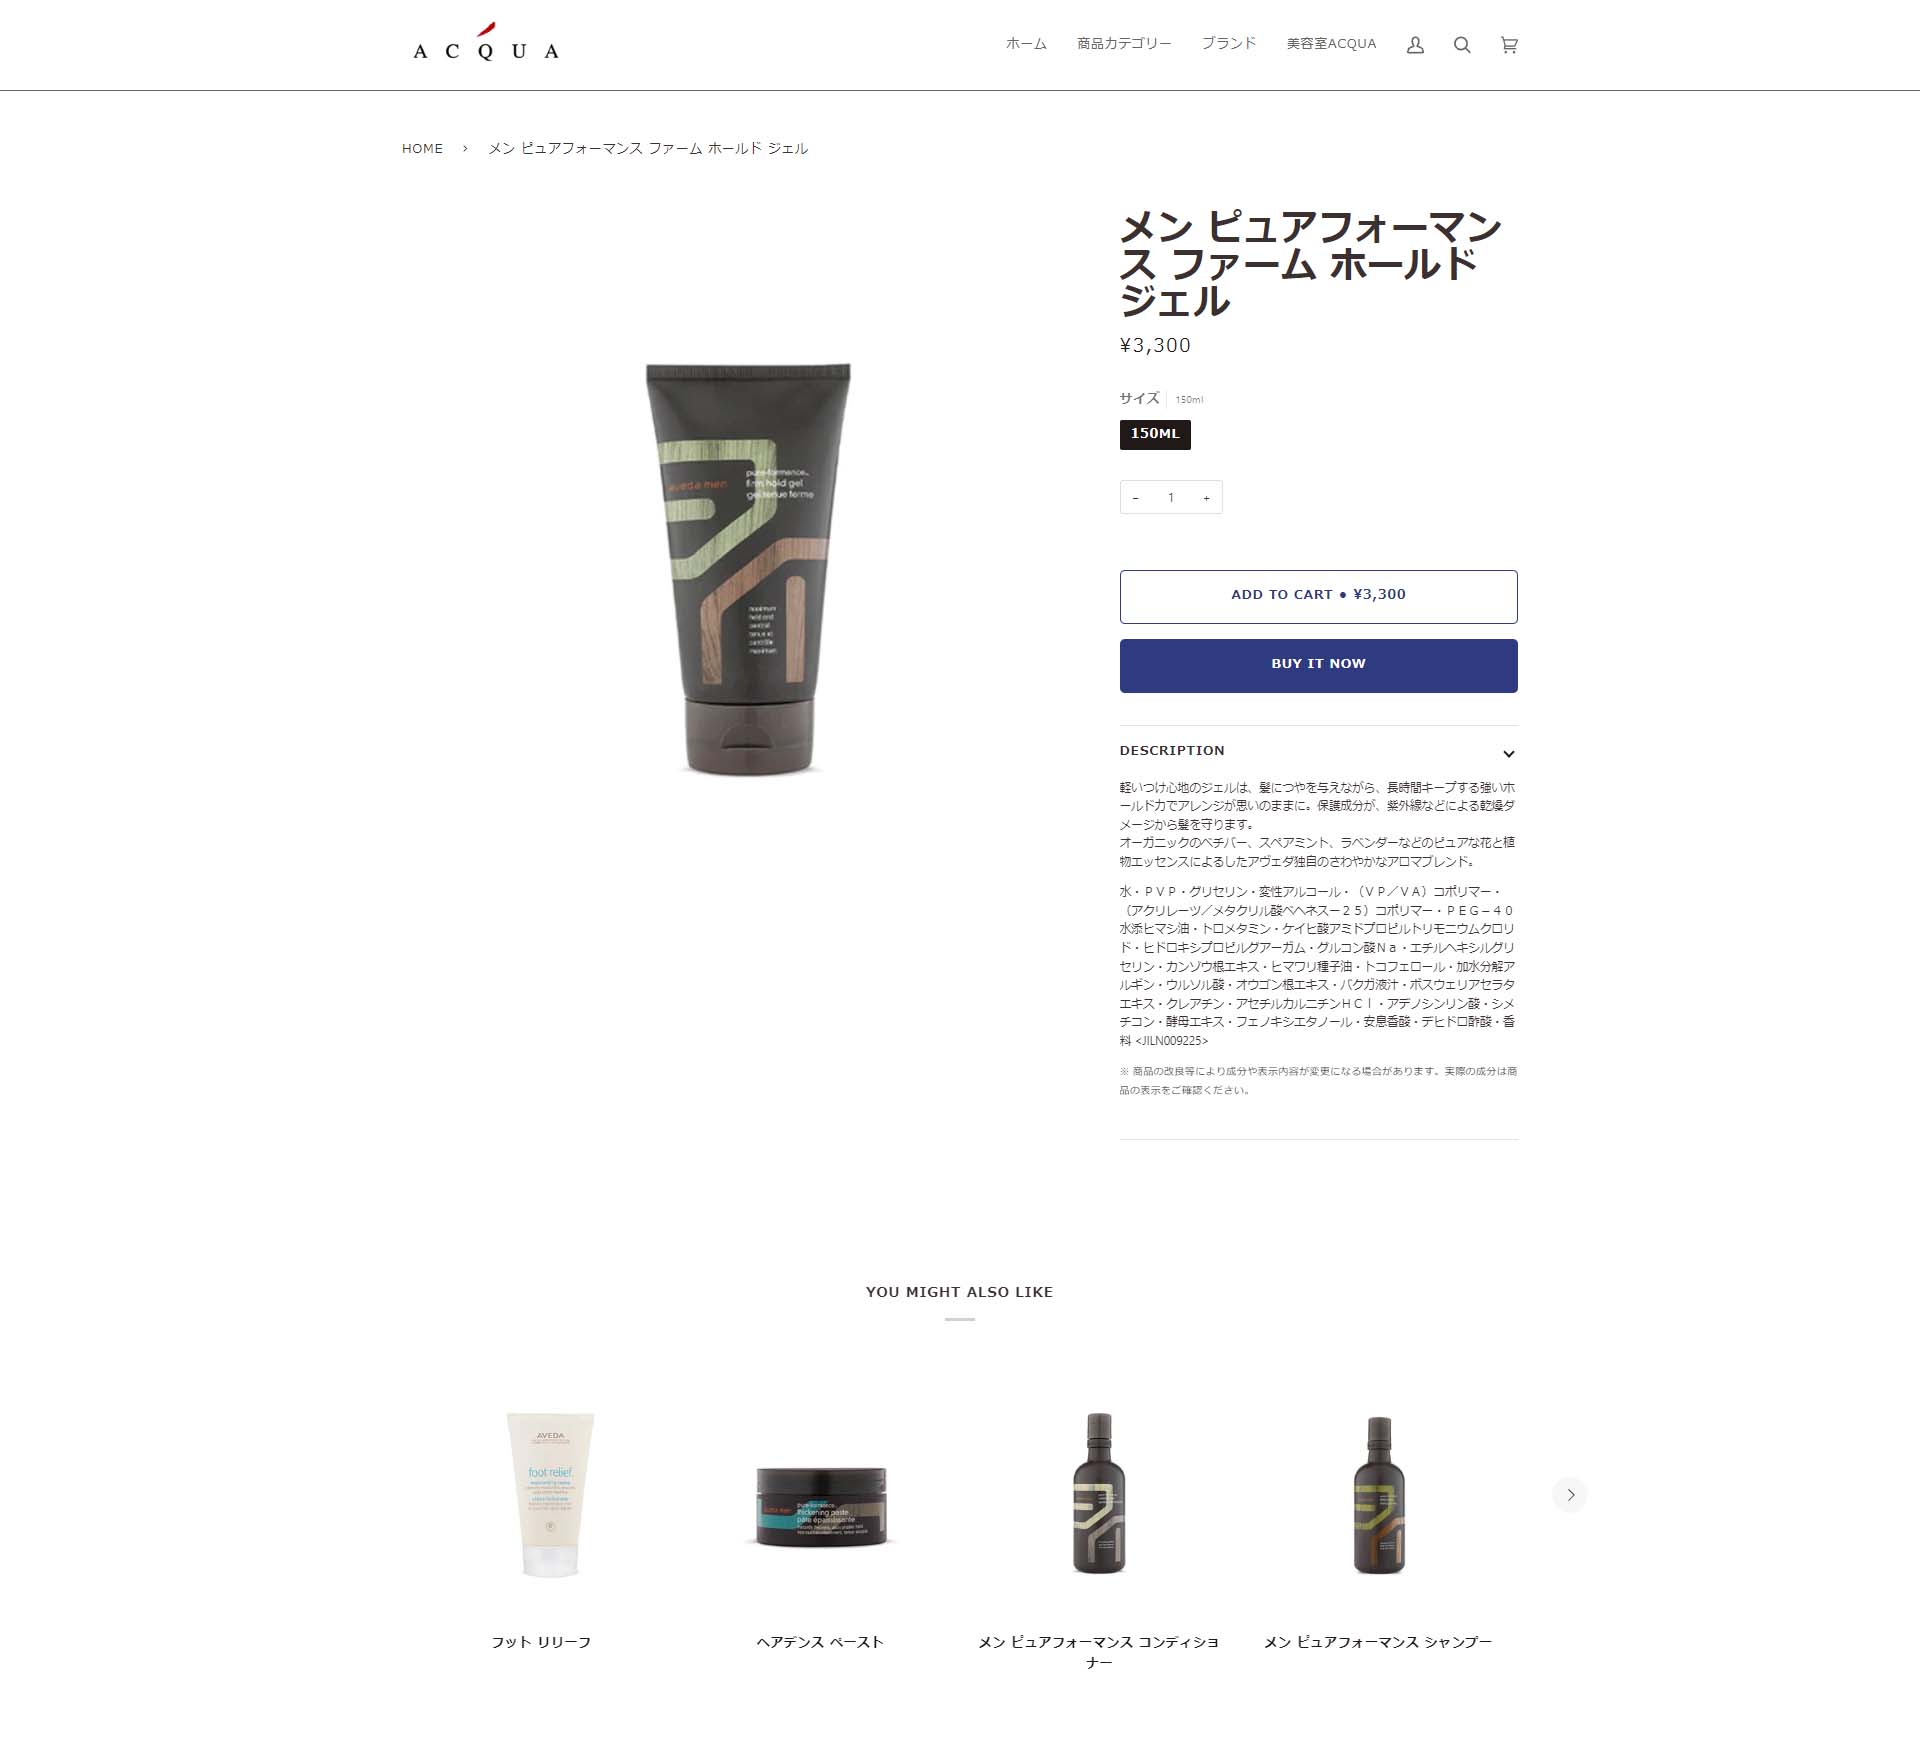 ACQUA
ホーム
商品カテゴリー
ブランド
美容室ACQUA
HOME › メン ピュアフォーマンス ファーム ホールド ジェル
メン ピュアフォーマン
ス ファーム ホールド
ジェル
¥3,300
サイズ 150ml
150ML
− 1 +
ADD TO CART • ¥3,300
BUY IT NOW
DESCRIPTION
軽いつけ心地のジェルは、髪につやを与えながら、長時間キープする強いホ
ールド力でアレンジが思いのままに。保護成分が、紫外線などによる乾燥ダ
メージから髪を守ります。
オーガニックのベチバー、スペアミント、ラベンダーなどのピュアな花と植
物エッセンスによるしたアヴェダ独自のさわやかなアロマブレンド。
水・ＰＶＰ・グリセリン・変性アルコール・（ＶＰ／ＶＡ）コポリマー・
（アクリレーツ／メタクリル酸ベヘネス－２５）コポリマー・ＰＥＧ－４０
水添ヒマシ油・トロメタミン・ケイヒ酸アミドプロピルトリモニウムクロリ
ド・ヒドロキシプロピルグアーガム・グルコン酸Ｎａ・エチルヘキシルグリ
セリン・カンゾウ根エキス・ヒマワリ種子油・トコフェロール・加水分解ア
ルギン・ウルソル酸・オウゴン根エキス・バクガ液汁・ボスウェリアセラタ
エキス・クレアチン・アセチルカルニチンＨＣｌ・アデノシンリン酸・シメ
チコン・酵母エキス・フェノキシエタノール・安息香酸・デヒドロ酢酸・香
料 <JILN009225>
※ 商品の改良等により成分や表示内容が変更になる場合があります。実際の成分は商
品の表示をご確認ください。
pure-formance™
aveda men
firm hold gel
gel tenue ferme
maximum
hold and
control
tenue et
contrôle
maximum
YOU MIGHT ALSO LIKE
AVEDA
foot relief
pure-formance
thickening paste
pâte épaississante
フット リリーフ
ヘアデンス ペースト
メン ピュアフォーマンス コンディショ
ナー
メン ピュアフォーマンス シャンプー